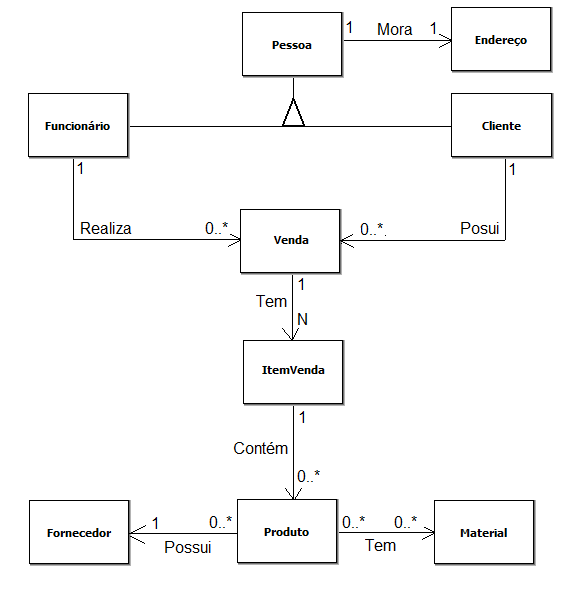 Pessoa
1 Mora 1
Endereço
Funcionário
Cliente
1
1
Realiza
0..*
Venda
0..*.
Posui
1
Tem
N
ItemVenda
1
Contém
0..*
Fornecedor
1
0..*
Possui
Produto
0..*
0..*
Tem
Material